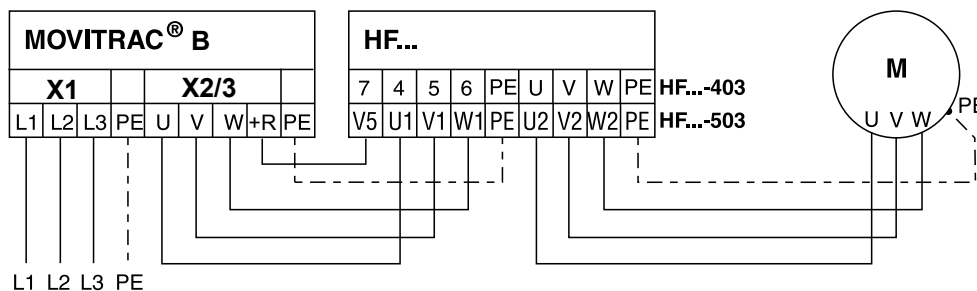 MOVITRAC® B
X1 X2/3
L1 L2 L3 PE U V W +R PE
HF...
7 4 5 6 PE U V W PE HF...-403
V5 U1 V1 W1 PE U2 V2 W2 PE HF...-503
M
U V W PE
L1 L2 L3 PE